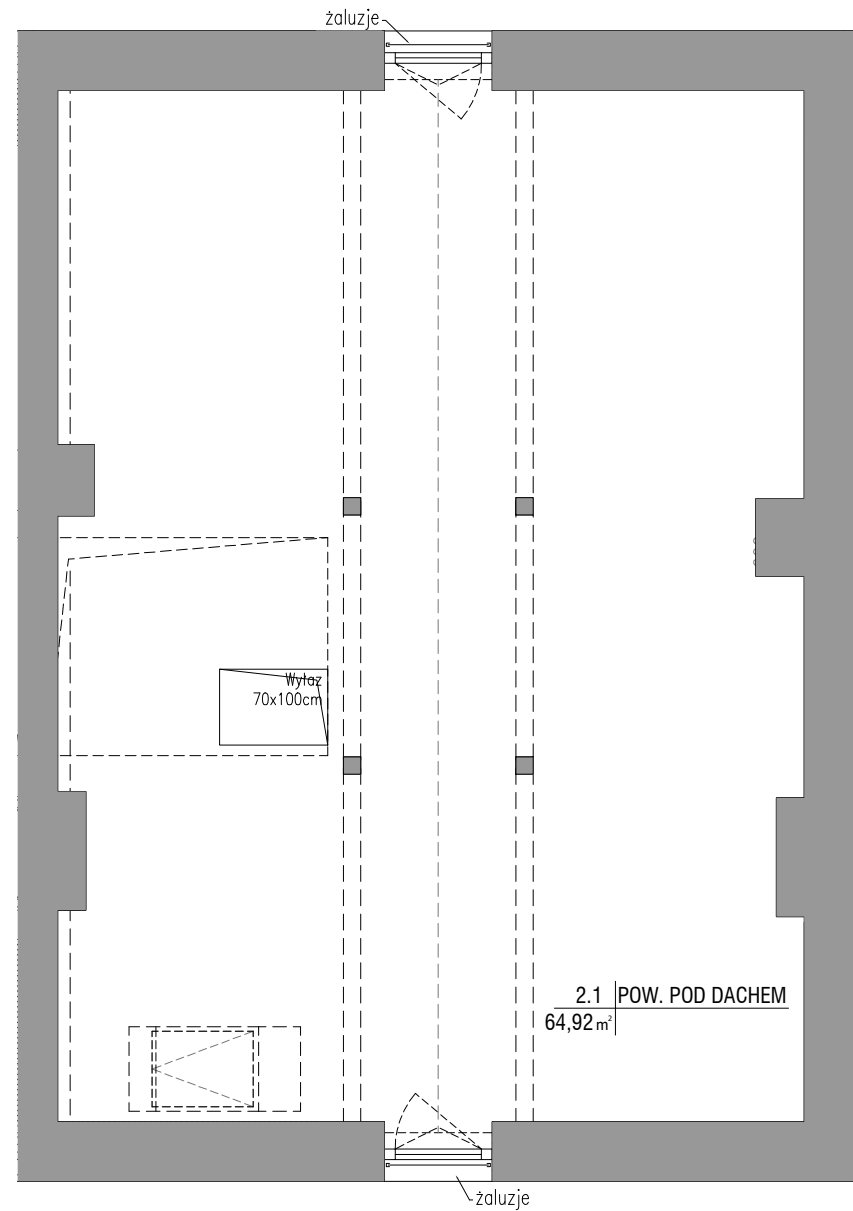 żaluzje
Wyłaz
70x100cm
2.1 POW. POD DACHEM
64,92 m²
żaluzje